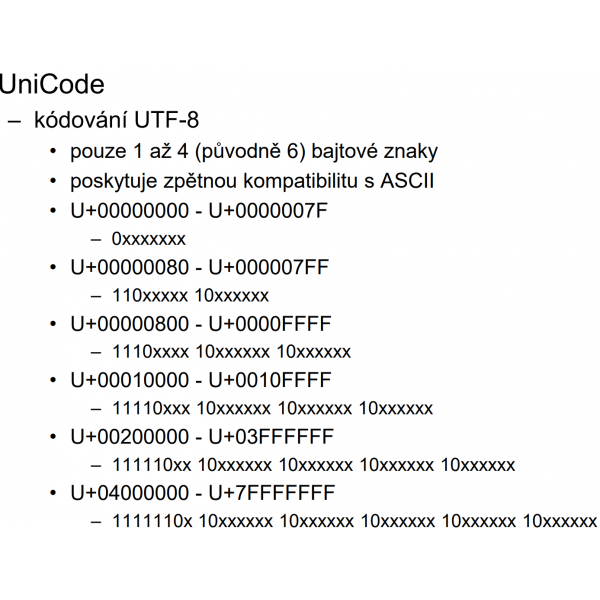 UniCode
– kódování UTF-8
• pouze 1 až 4 (původně 6) bajtové znaky
• poskytuje zpětnou kompatibilitu s ASCII
• U+00000000 - U+0000007F
– 0xxxxxxx
• U+00000080 - U+000007FF
– 110xxxxx 10xxxxxx
• U+00000800 - U+0000FFFF
– 1110xxxx 10xxxxxx 10xxxxxx
• U+00010000 - U+0010FFFF
– 11110xxx 10xxxxxx 10xxxxxx 10xxxxxx
• U+00200000 - U+03FFFFFF
– 111110xx 10xxxxxx 10xxxxxx 10xxxxxx 10xxxxxx
• U+04000000 - U+7FFFFFFF
– 1111110x 10xxxxxx 10xxxxxx 10xxxxxx 10xxxxxx 10xxxxxx